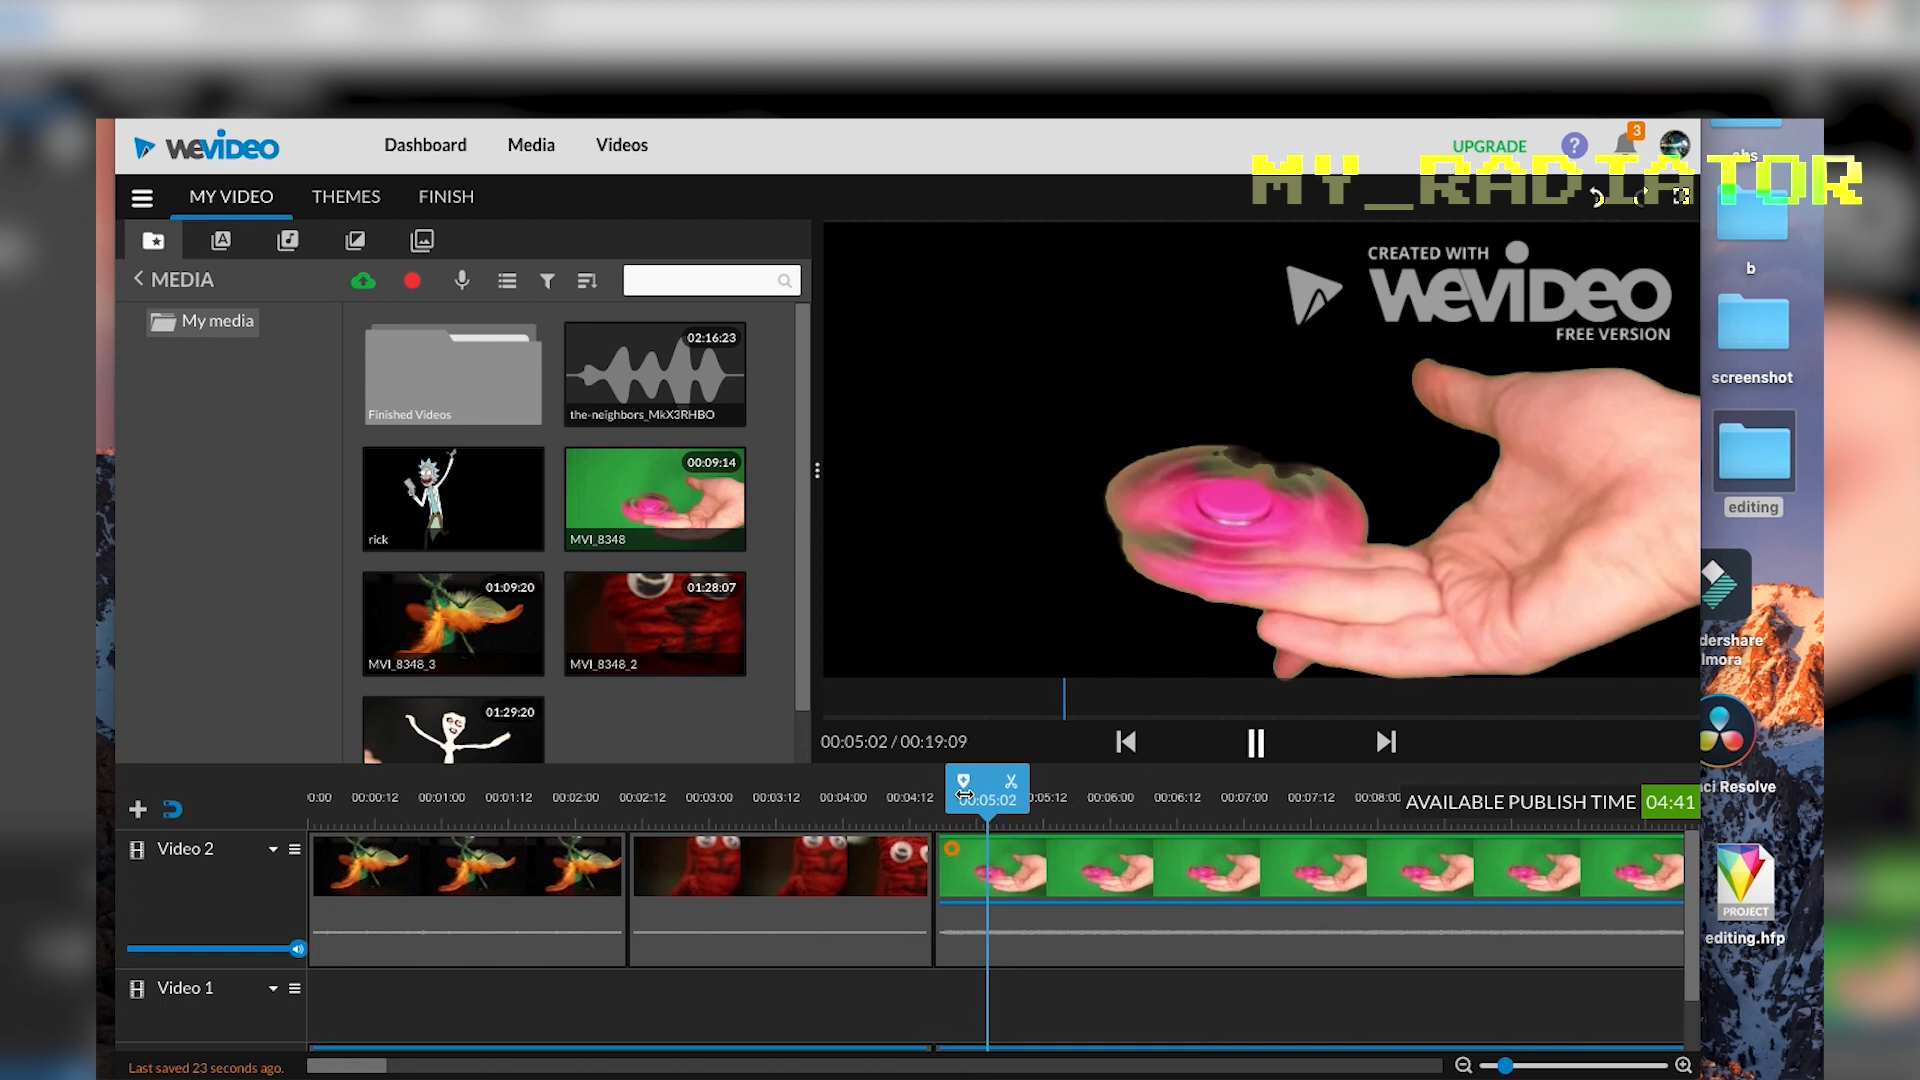 WEVIDEO
Dashboard
Media
Videos
UPGRADE
?
3
MY_RADIATOR
MY VIDEO
THEMES
FINISH
MEDIA
My media
Finished Videos
02:16:23
the-neighbors_MkX3RHBO
rick
00:09:14
MVI_8348
01:09:20
MVI_8348_3
01:28:07
MVI_8348_2
01:29:20
CREATED WITH
WEVIDEO
FREE VERSION
00:05:02 / 00:19:09
0:00
00:00:12
00:01:00
00:01:12
00:02:00
00:02:12
00:03:00
00:03:12
00:04:00
00:04:12
00:05:02
0:05:12
00:06:00
00:06:12
00:07:00
00:07:12
00:08:00
AVAILABLE PUBLISH TIME 04:41
Video 2
Video 1
Last saved 23 seconds ago.
obs
b
screenshot
editing
dershare
lmora
ci Resolve
PROJECT
editing.hfp